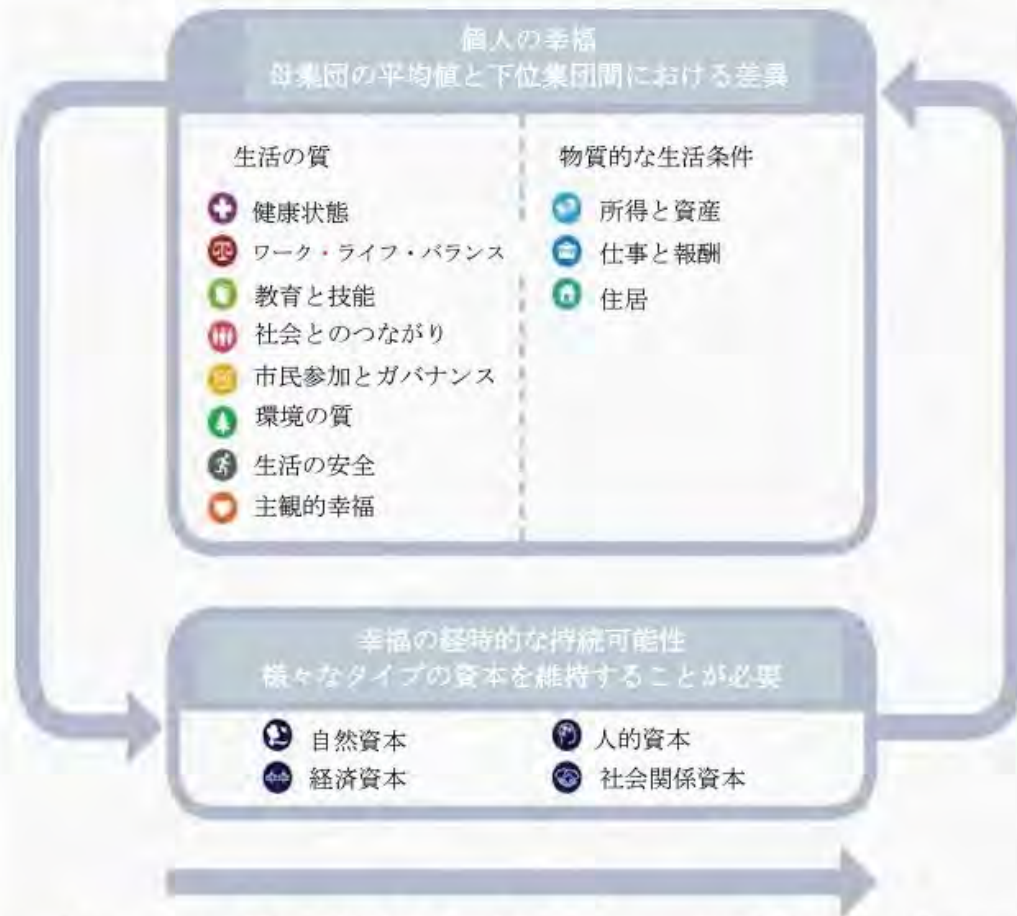 個人の幸福
母集団の平均値と下位集団間における差異
生活の質
健康状態
ワーク・ライフ・バランス
教育と技能
社会とのつながり
市民参加とガバナンス
環境の質
生活の安全
主観的幸福
物質的な生活条件
所得と資産
仕事と報酬
住居
幸福の経時的な持続可能性
様々なタイプの資本を維持することが必要
自然資本
人的資本
経済資本
社会関係資本